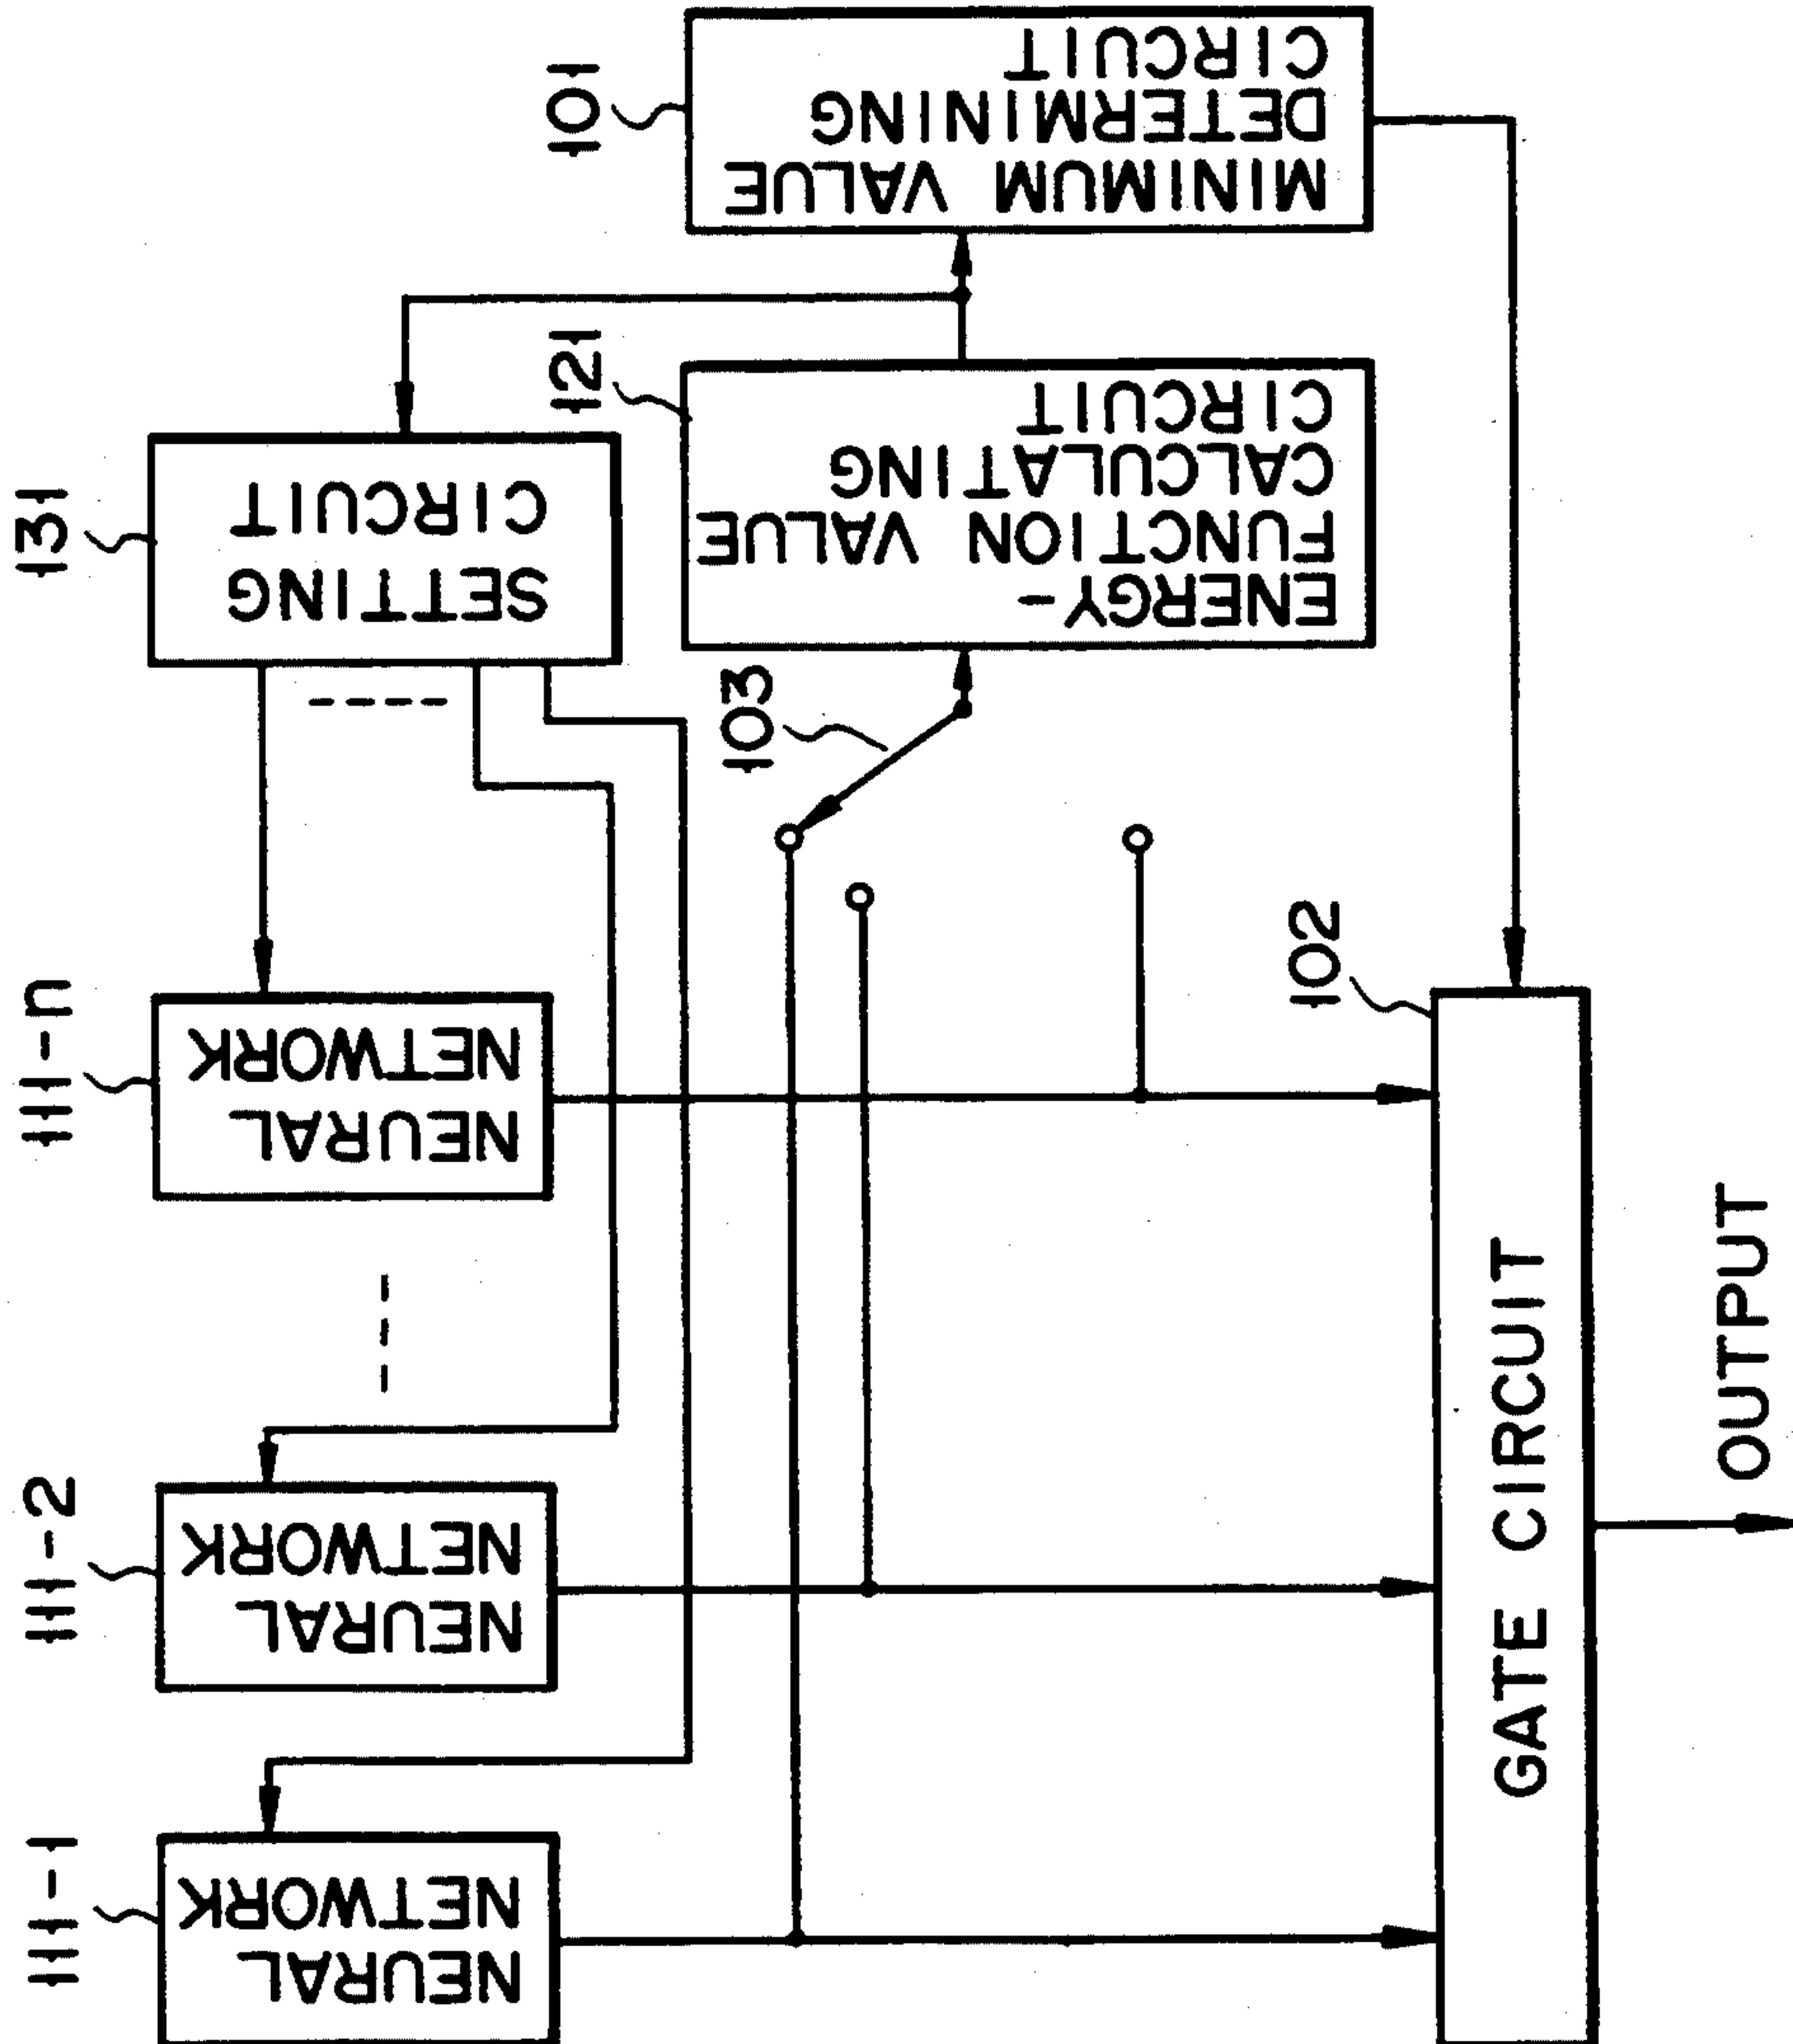 111-1
NEURAL
NETWORK
111-2
NEURAL
NETWORK
111-n
NEURAL
NETWORK
131
SETTING
CIRCUIT
103
121
ENERGY-
FUNCTION VALUE
CALCULATING
CIRCUIT
101
MINIMUM VALUE
DETERMINING
CIRCUIT
102
GATE CIRCUIT
OUTPUT